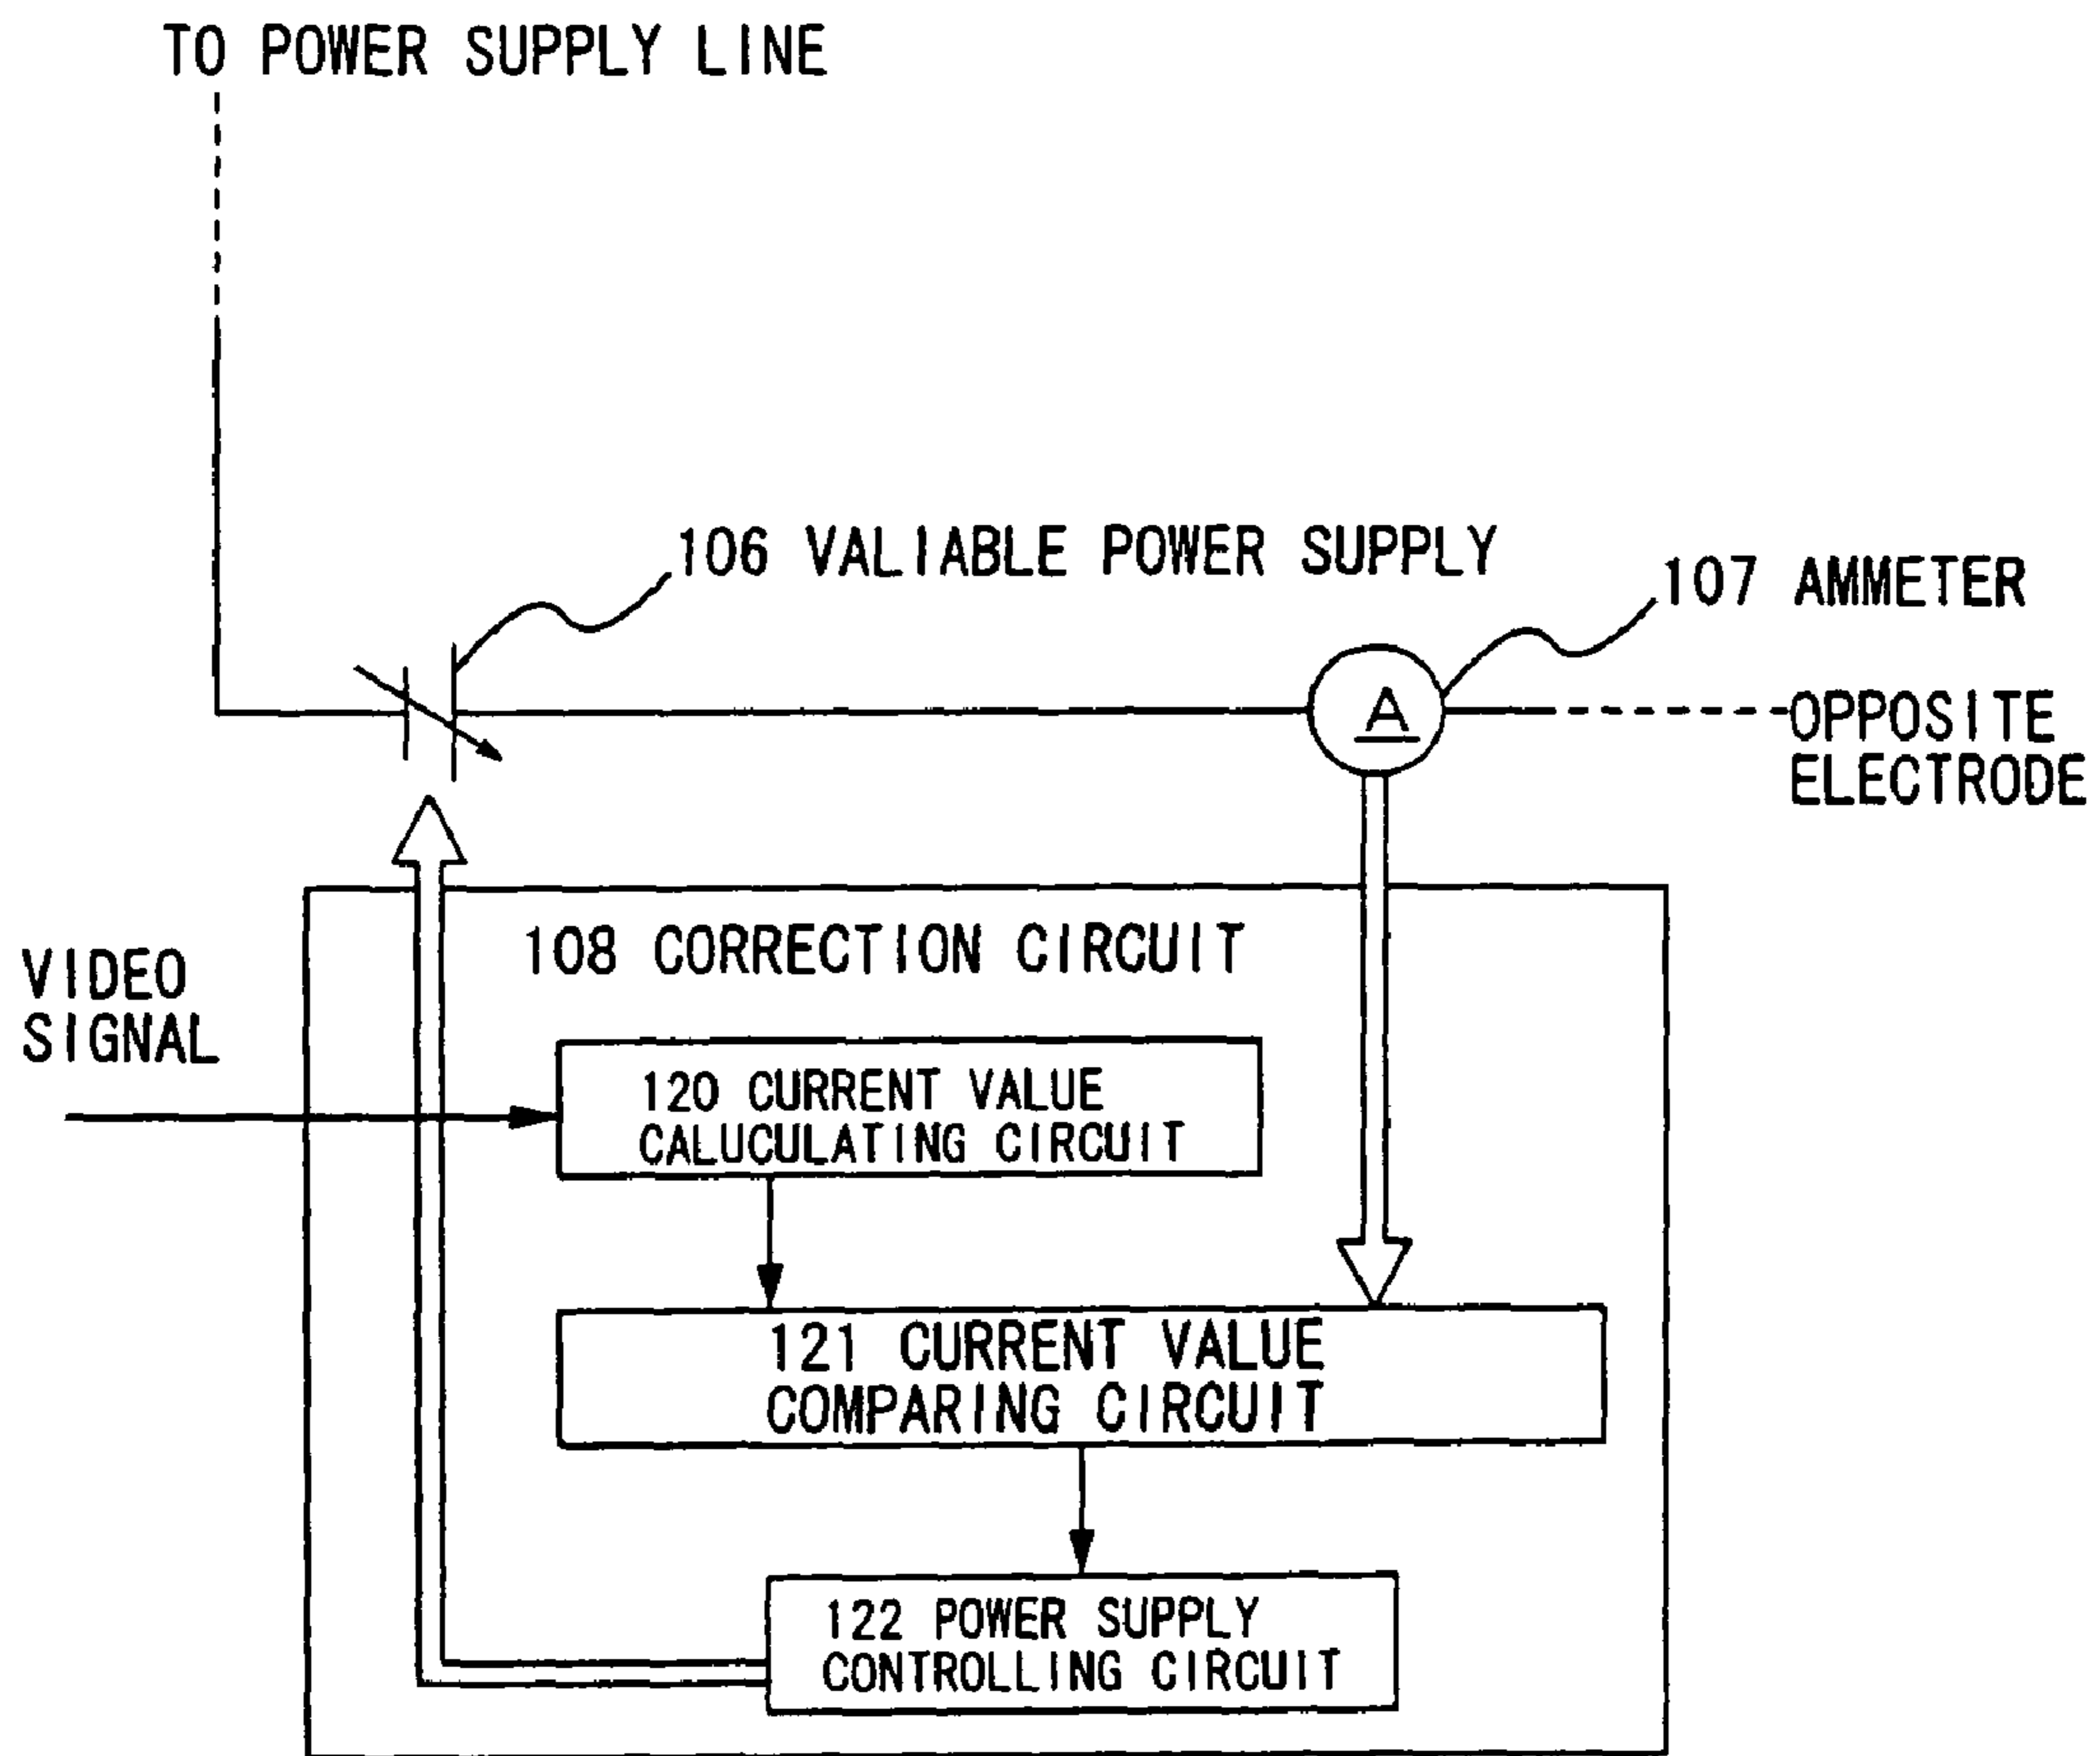 TO POWER SUPPLY LINE
106 VALIABLE POWER SUPPLY
107 AMMETER
A
OPPOSITE
ELECTRODE
108 CORRECTION CIRCUIT
VIDEO
SIGNAL
120 CURRENT VALUE
CALUCULATING CIRCUIT
121 CURRENT VALUE
COMPARING CIRCUIT
122 POWER SUPPLY
CONTROLLING CIRCUIT